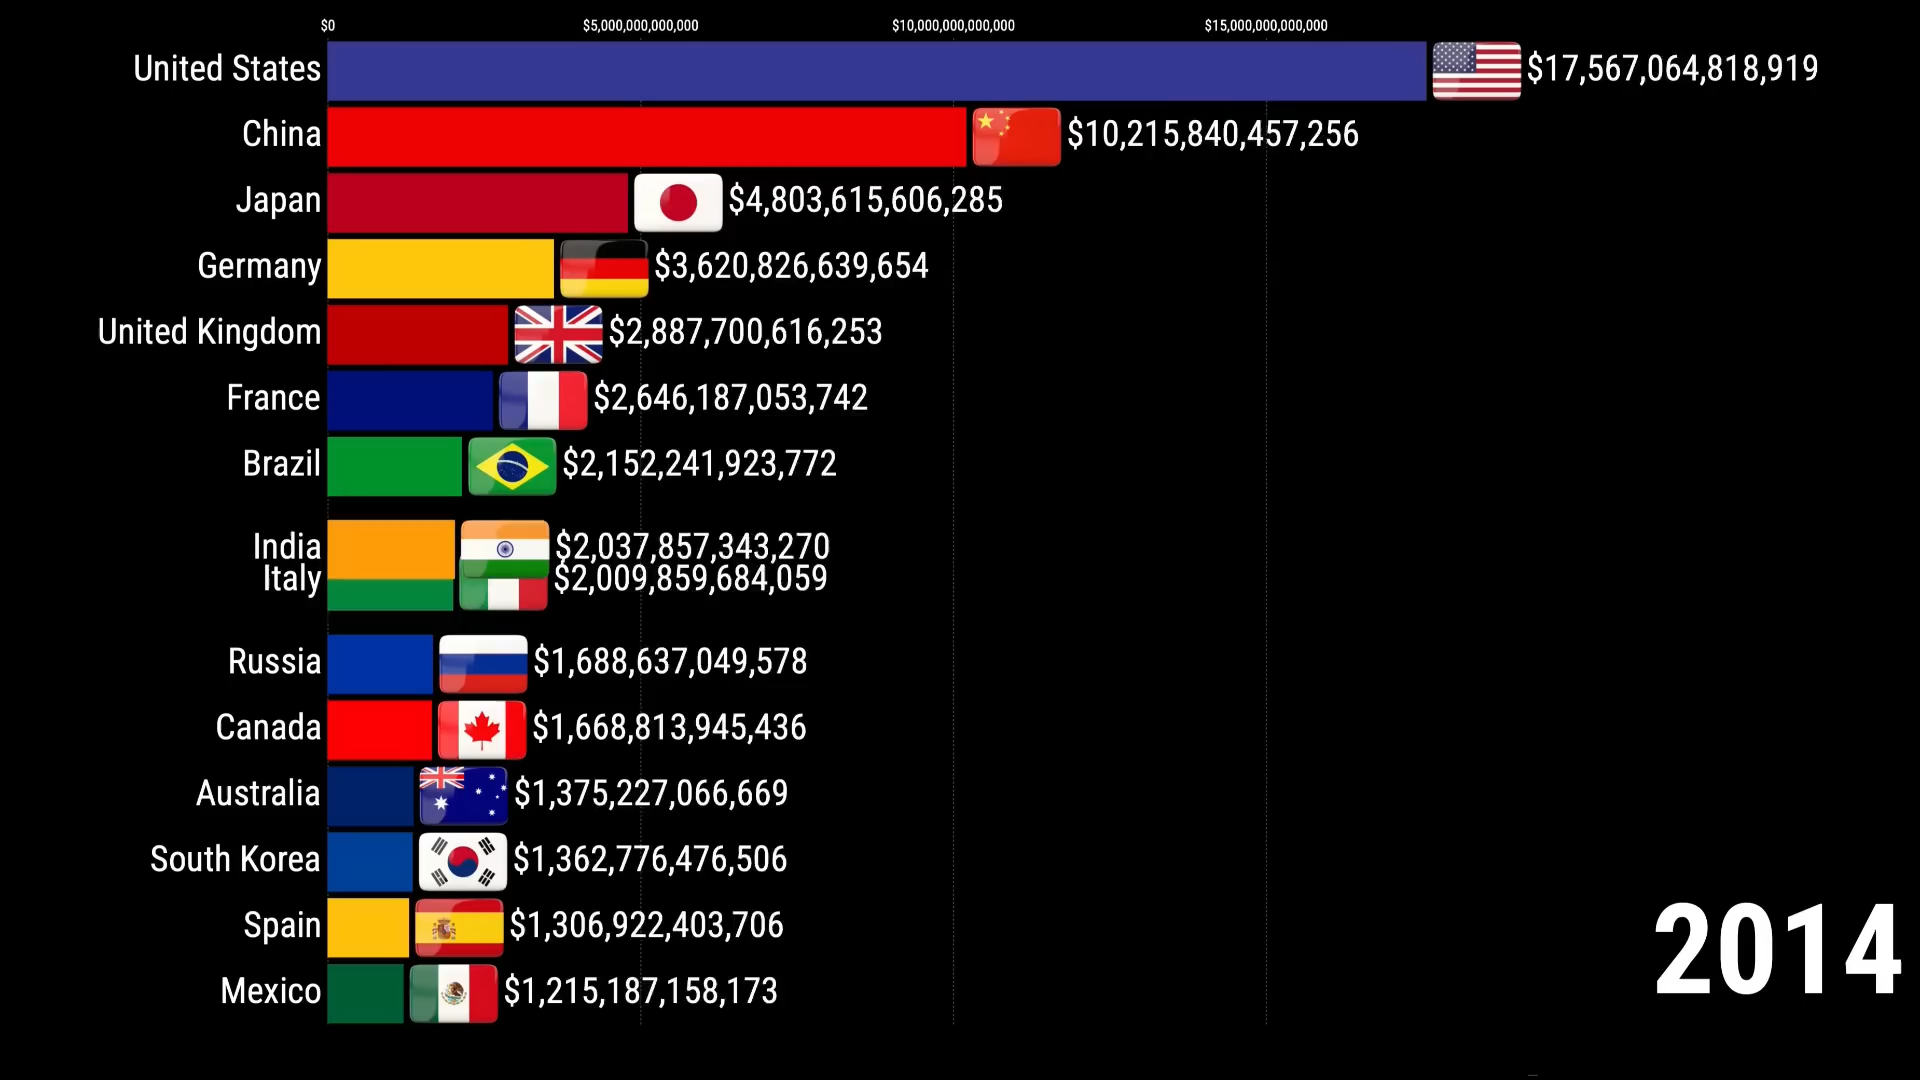 $0 $5,000,000,000,000 $10,000,000,000,000 $15,000,000,000,000
United States $17,567,064,818,919
China $10,215,840,457,256
Japan $4,803,615,606,285
Germany $3,620,826,639,654
United Kingdom $2,887,700,616,253
France $2,646,187,053,742
Brazil $2,152,241,923,772
India $2,037,857,343,270
Italy $2,009,859,684,059
Russia $1,688,637,049,578
Canada $1,668,813,945,436
Australia $1,375,227,066,669
South Korea $1,362,776,476,506
Spain $1,306,922,403,706
Mexico $1,215,187,158,173
2014